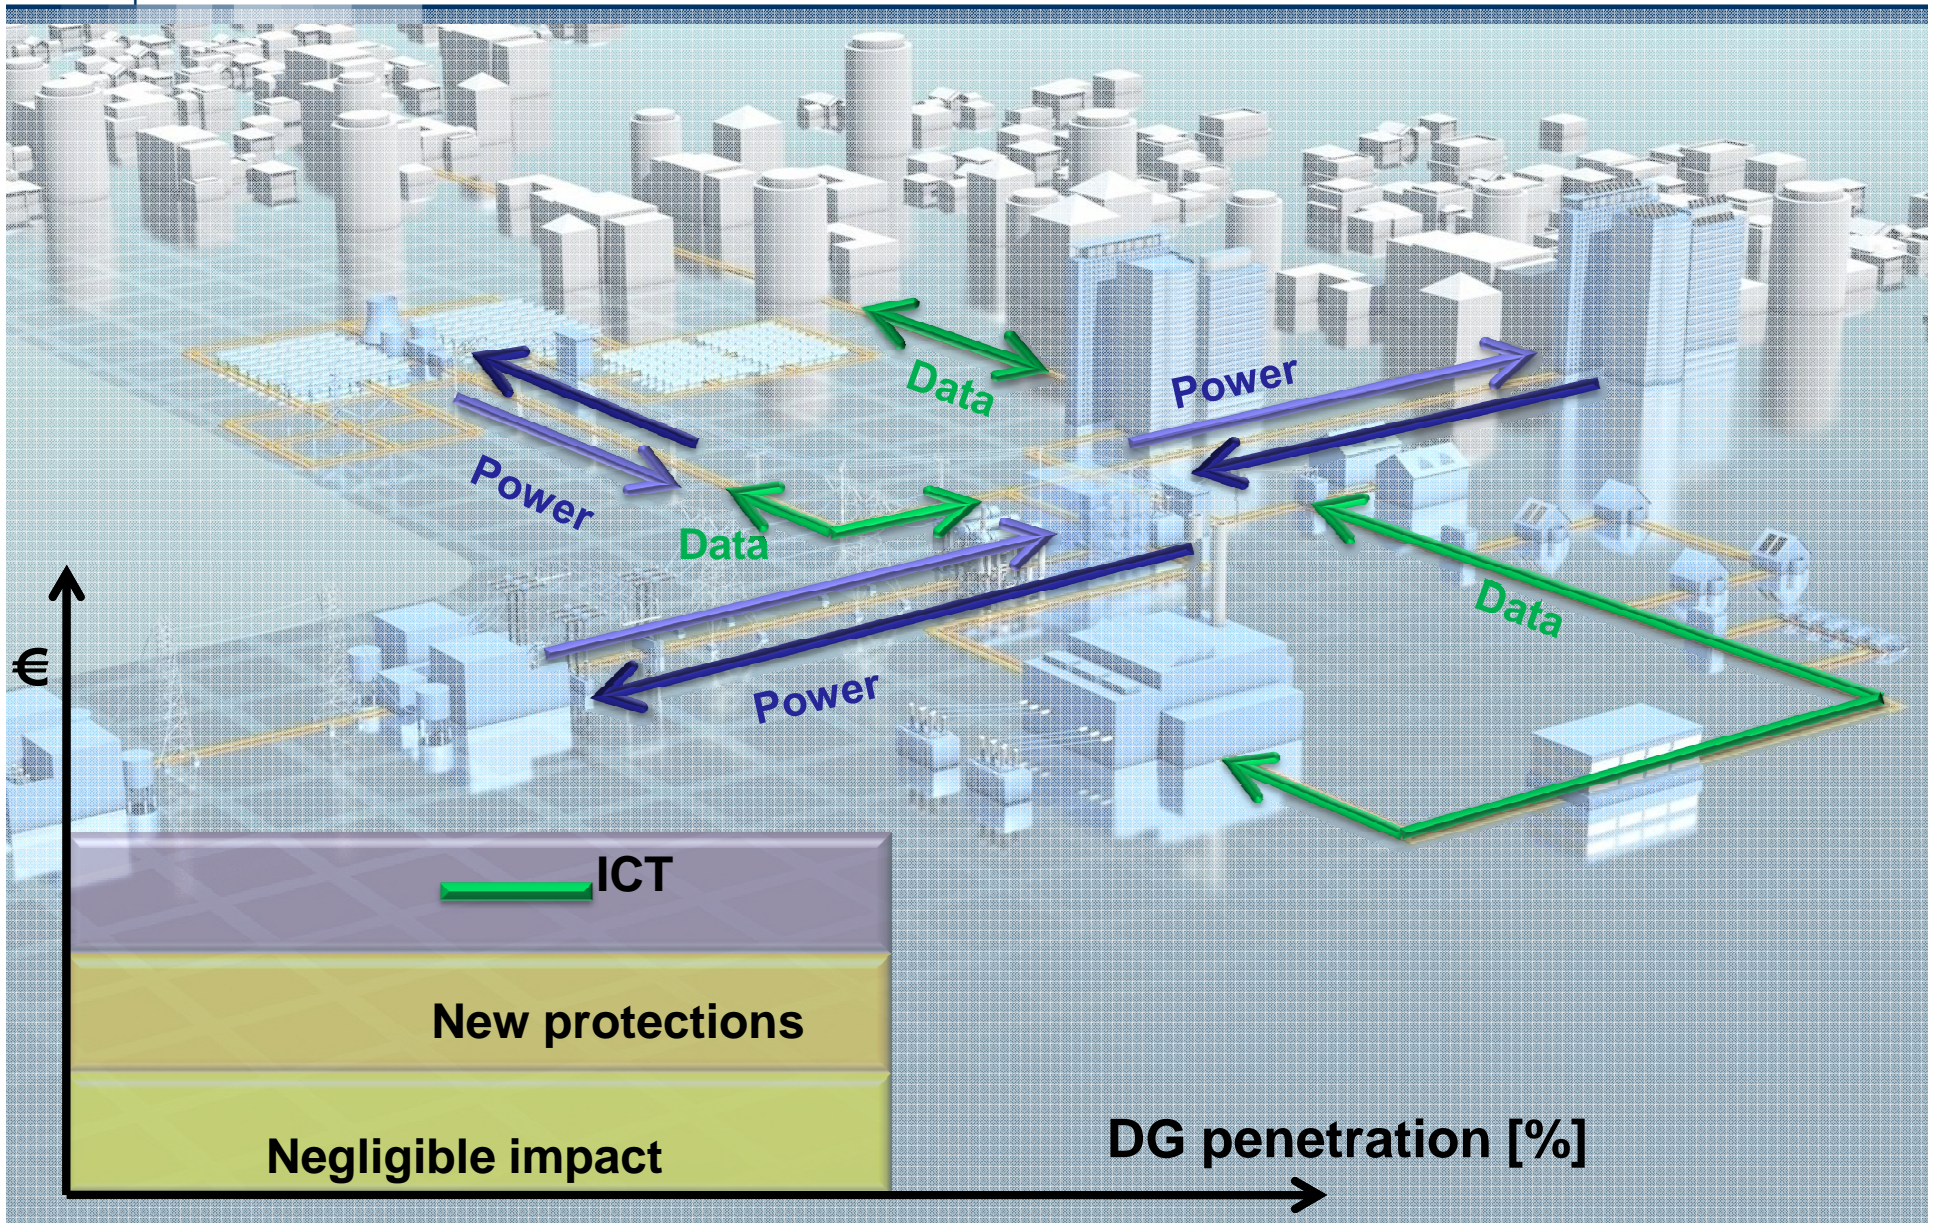 Data
Power
Power
Data
Data
Power
€
ICT
New protections
Negligible impact
DG penetration [%]